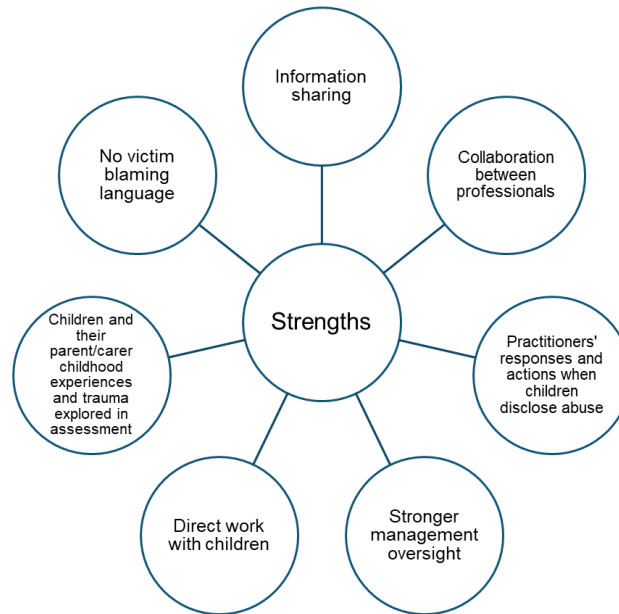 Information
sharing
No victim
blaming
language
Collaboration
between
professionals
Strengths
Children and
their
parent/carer
childhood
experiences
and trauma
explored in
assessment
Practitioners'
responses and
actions when
children
disclose abuse
Direct work
with children
Stronger
management
oversight